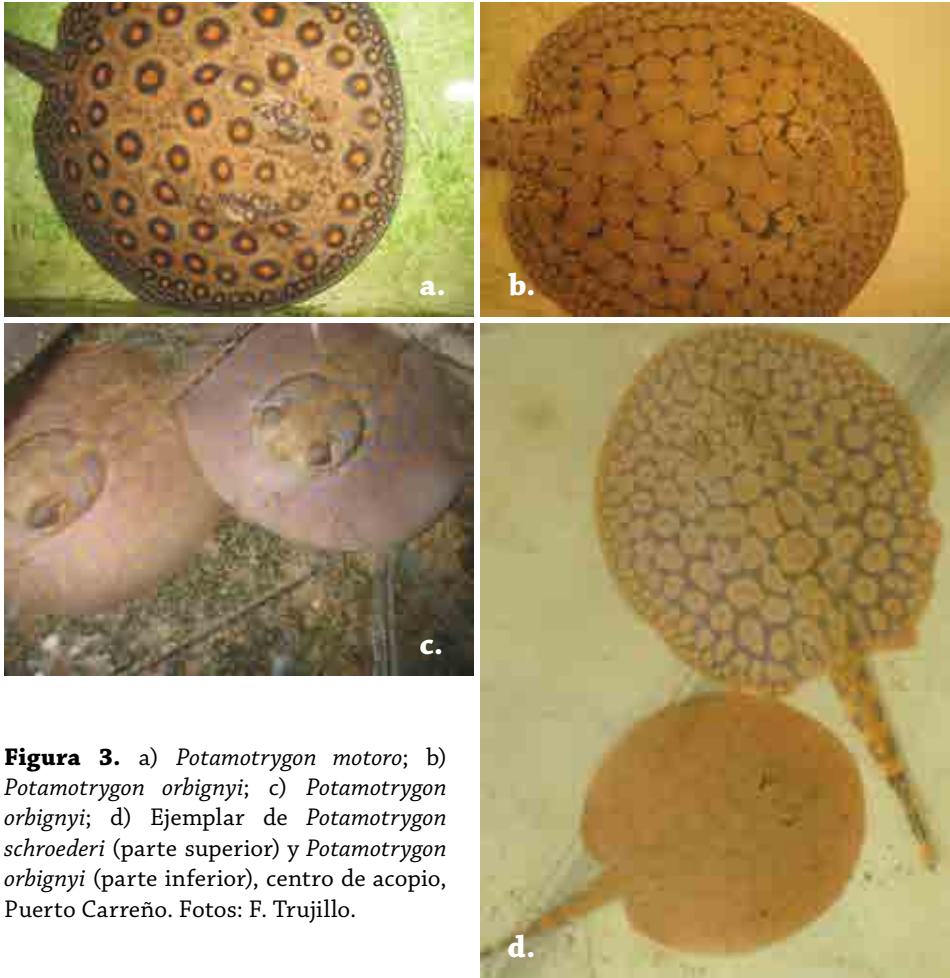 a.
b.
c.
d.
Figura 3. a) Potamotrygon motoro; b)
Potamotrygon orbignyi; c) Potamotrygon
orbignyi; d) Ejemplar de Potamotrygon
schroederi (parte superior) y Potamotrygon
orbignyi (parte inferior), centro de acopio,
Puerto Carreño. Fotos: F. Trujillo.